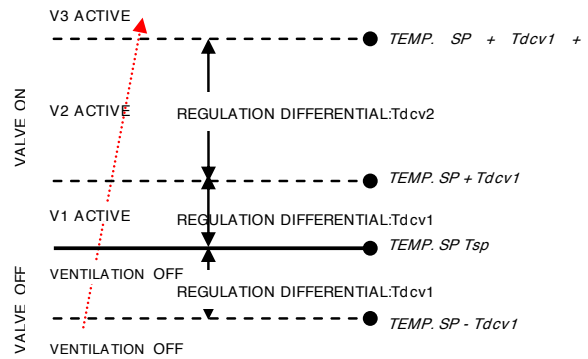 V3 ACTIVE
TEMP. SP + Tdcv1 +
VALVE ON
V2 ACTIVE
REGULATION DIFFERENTIAL:Tdcv2
TEMP. SP + Tdcv1
V1 ACTIVE
REGULATION DIFFERENTIAL:Tdcv1
TEMP. SP Tsp
VALVE OFF
VENTILATION OFF
REGULATION DIFFERENTIAL:Tdcv1
TEMP. SP - Tdcv1
VENTILATION OFF